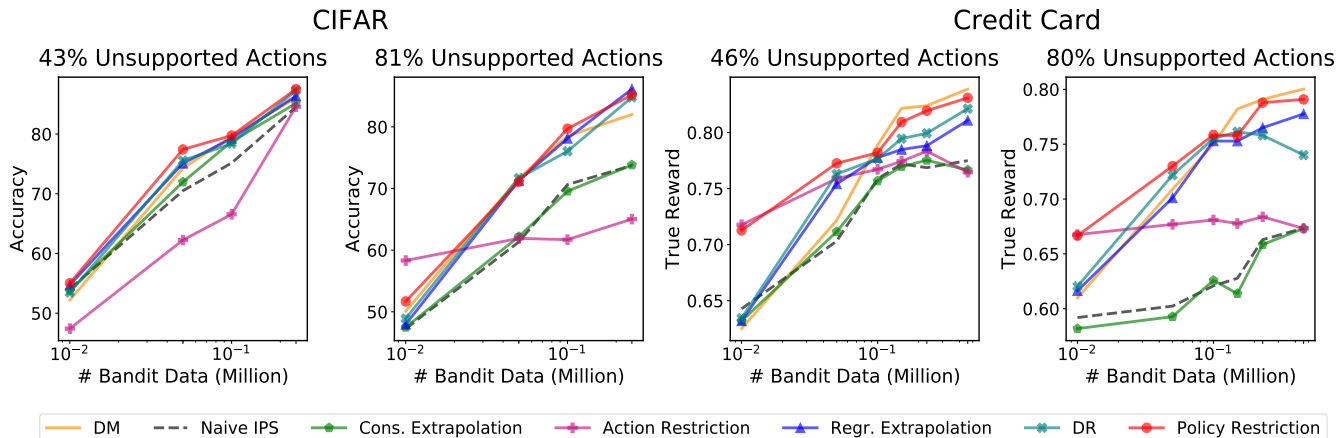 CIFAR
Credit Card
43% Unsupported Actions
81% Unsupported Actions
46% Unsupported Actions
80% Unsupported Actions
Accuracy
80
70
60
50
10⁻²
10⁻¹
# Bandit Data (Million)
Accuracy
80
70
60
50
10⁻²
10⁻¹
# Bandit Data (Million)
True Reward
0.80
0.75
0.70
0.65
10⁻²
10⁻¹
# Bandit Data (Million)
True Reward
0.80
0.75
0.70
0.65
0.60
10⁻²
10⁻¹
# Bandit Data (Million)
DM Naive IPS Cons. Extrapolation Action Restriction Regr. Extrapolation DR Policy Restriction